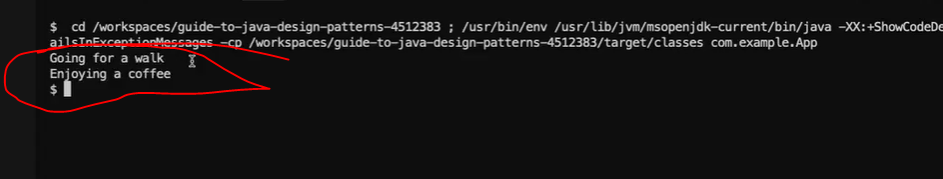 $  cd /workspaces/guide-to-java-design-patterns-4512383 ; /usr/bin/env /usr/lib/jvm/msopenjdk-current/bin/java -XX:+ShowCodeDe
ailsInExceptionMessages -cp /workspaces/guide-to-java-design-patterns-4512383/target/classes com.example.App
Going for a walk
Enjoying a coffee
$